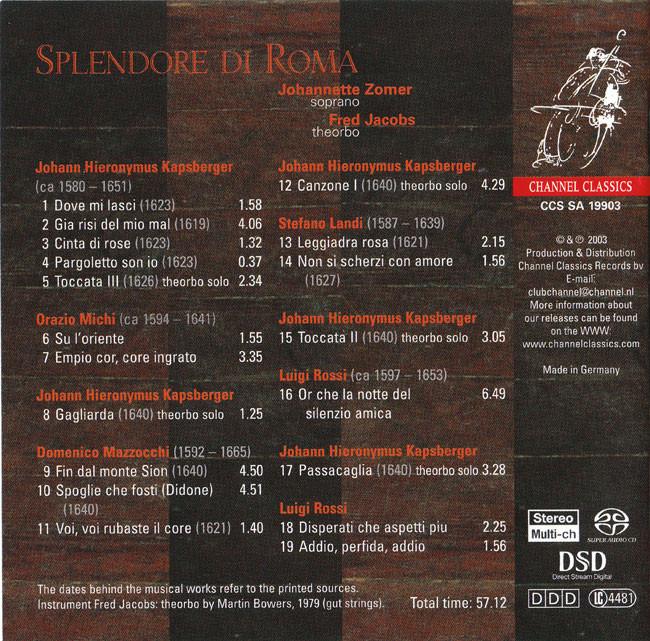 SPLENDORE DI ROMA
Johannette Zomer
soprano
Fred Jacobs
theorbo
Johann Hieronymus Kapsberger
(ca 1580 – 1651)
1 Dove mi lasci (1623) 1.58
2 Gia risi del mio mal (1619) 4.06
3 Cinta di rose (1623) 1.32
4 Pargoletto son io (1623) 0.37
5 Toccata III (1626) theorbo solo 2.34
Orazio Michi (ca 1594 – 1641)
6 Su l'oriente 1.55
7 Empio cor, core ingrato 3.35
Johann Hieronymus Kapsberger
8 Gagliarda (1640) theorbo solo 1.25
Domenico Mazzocchi (1592 – 1665)
9 Fin dal monte Sion (1640) 4.50
10 Spoglie che fosti (Didone) 4.51
(1640)
11 Voi, voi rubaste il core (1621) 1.40
Johann Hieronymus Kapsberger
12 Canzone I (1640) theorbo solo 4.29
Stefano Landi (1587 – 1639)
13 Leggiadra rosa (1621) 2.15
14 Non si scherzi con amore 1.56
(1627)
Johann Hieronymus Kapsberger
15 Toccata II (1640) theorbo solo 3.05
Luigi Rossi (ca 1597 – 1653)
16 Or che la notte del 6.49
silenzio amica
Johann Hieronymus Kapsberger
17 Passacaglia (1640) theorbo solo 3.28
Luigi Rossi
18 Disperati che aspetti piu 2.25
19 Addio, perfida, addio 1.56
The dates behind the musical works refer to the printed sources.
Instrument Fred Jacobs: theorbo by Martin Bowers, 1979 (gut strings).
Total time: 57.12
CHANNEL CLASSICS
CCS SA 19903
© & ℗ 2003
Production & Distribution
Channel Classics Records bv
E-mail:
clubchannel@channel.nl
More information about
our releases can be found
on the WWW:
www.channelclassics.com
Made in Germany
Stereo
Multi-ch
SUPER AUDIO CD
DSD
Direct Stream Digital
DDD
LC 4481